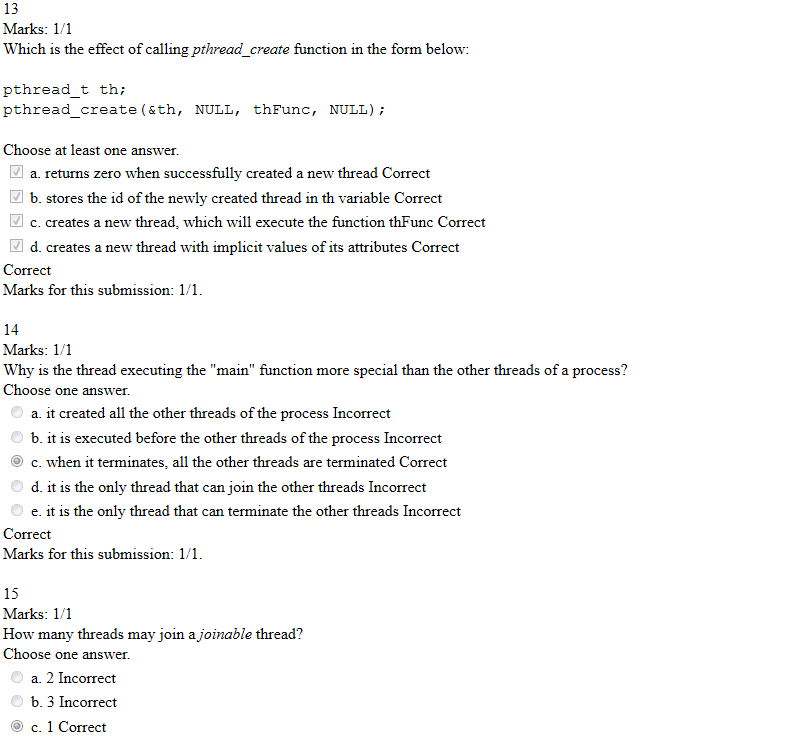 13
Marks: 1/1
Which is the effect of calling pthread_create function in the form below:
pthread_t th;
pthread_create(&th, NULL, thFunc, NULL);
Choose at least one answer.
a. returns zero when successfully created a new thread Correct
b. stores the id of the newly created thread in th variable Correct
c. creates a new thread, which will execute the function thFunc Correct
d. creates a new thread with implicit values of its attributes Correct
Correct
Marks for this submission: 1/1.
14
Marks: 1/1
Why is the thread executing the "main" function more special than the other threads of a process?
Choose one answer.
a. it created all the other threads of the process Incorrect
b. it is executed before the other threads of the process Incorrect
c. when it terminates, all the other threads are terminated Correct
d. it is the only thread that can join the other threads Incorrect
e. it is the only thread that can terminate the other threads Incorrect
Correct
Marks for this submission: 1/1.
15
Marks: 1/1
How many threads may join a joinable thread?
Choose one answer.
a. 2 Incorrect
b. 3 Incorrect
c. 1 Correct